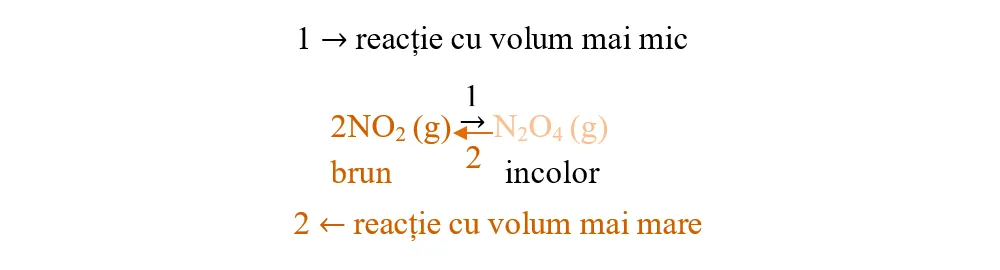 1 → reacție cu volum mai mic
1
2NO₂ (g) ⇄ N₂O₄ (g)
2
brun incolor
2 ← reacție cu volum mai mare